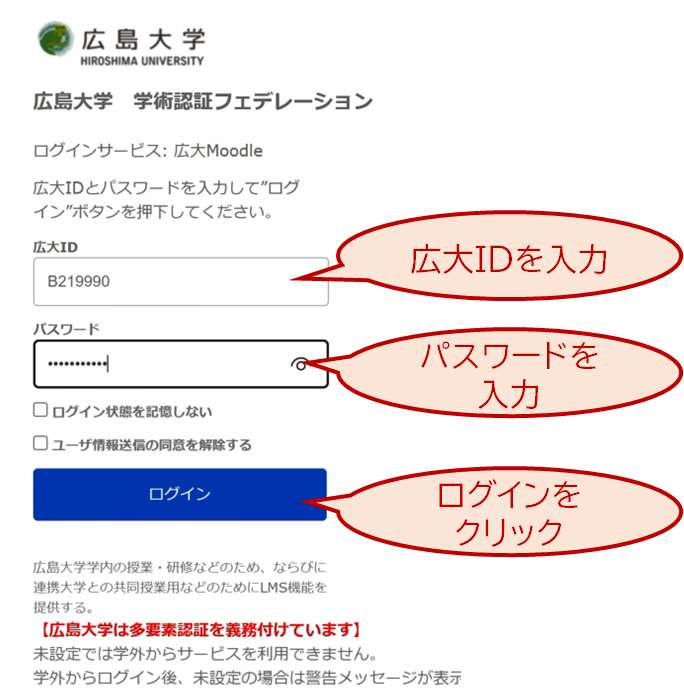 広島大学
HIROSHIMA UNIVERSITY
広島大学　学術認証フェデレーション
ログインサービス: 広大Moodle
広大IDとパスワードを入力して”ログ
イン”ボタンを押下してください。
広大ID
B219990
広大IDを入力
パスワード
•••••••••••
パスワードを
入力
ログイン状態を記憶しない
ユーザ情報送信の同意を解除する
ログイン
ログインを
クリック
広島大学学内の授業・研修などのため、ならびに
連携大学との共同授業用などのためにLMS機能を
提供する。
【広島大学は多要素認証を義務付けています】
未設定では学外からサービスを利用できません。
学外からログイン後、未設定の場合は警告メッセージが表示